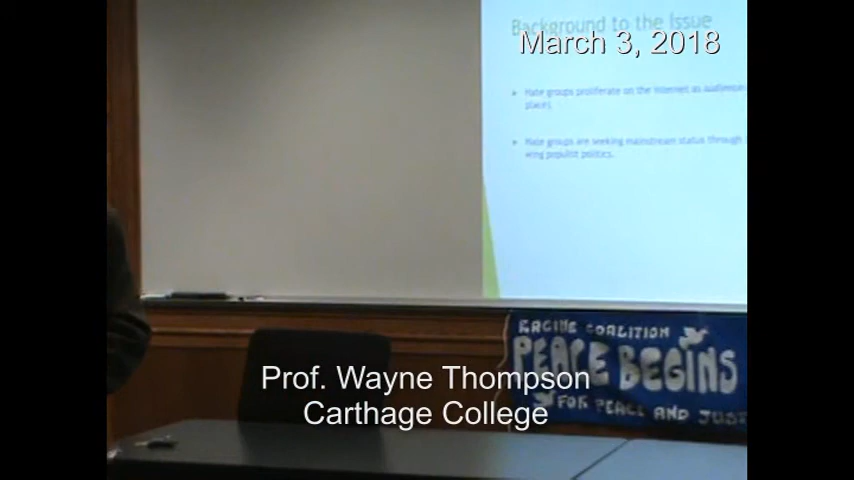 Background to the Issue
March 3, 2018
Hate groups proliferate on the Internet as audience
places
Hate groups are seeking mainstream status through
wing populist politics.
RACINE COALITION
PEACE BEGINS
FOR PEACE AND JUST
Prof. Wayne Thompson
Carthage College